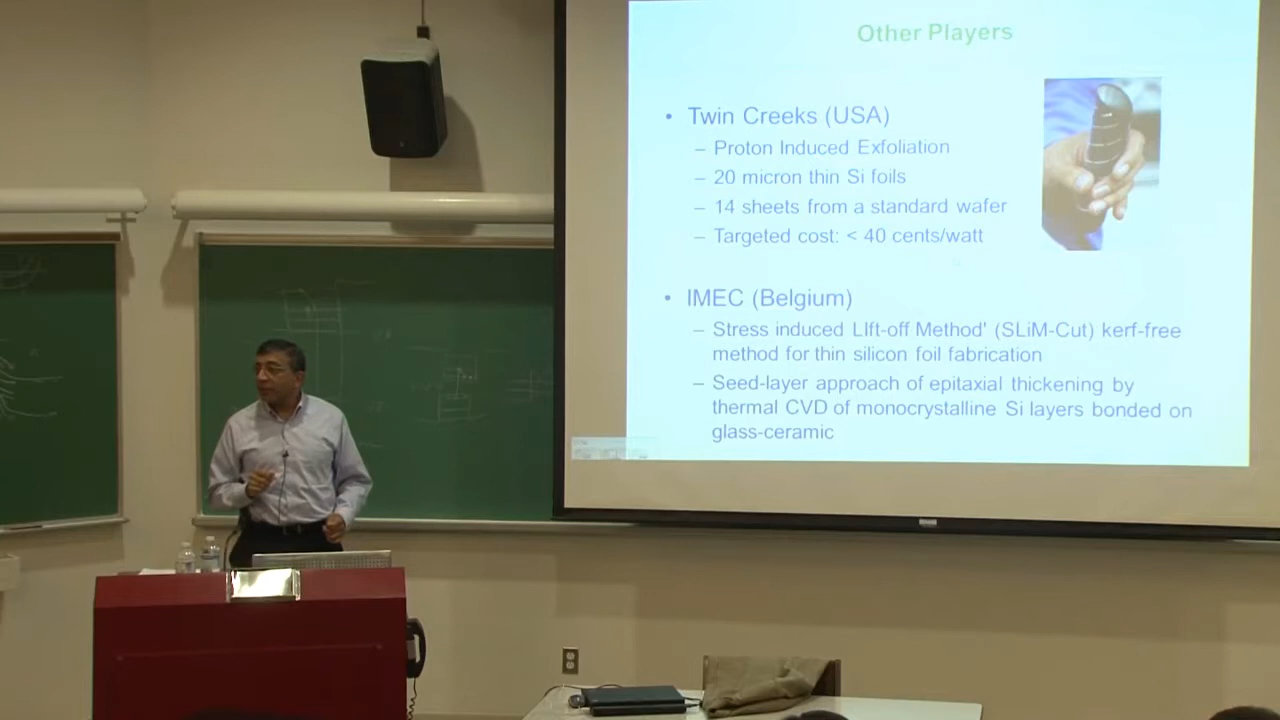 Other Players
• Twin Creeks (USA)
– Proton Induced Exfoliation
– 20 micron thin Si foils
– 14 sheets from a standard wafer
– Targeted cost: < 40 cents/watt
• IMEC (Belgium)
– Stress induced LIft-off Method' (SLiM-Cut) kerf-free
method for thin silicon foil fabrication
– Seed-layer approach of epitaxial thickening by
thermal CVD of monocrystalline Si layers bonded on
glass-ceramic